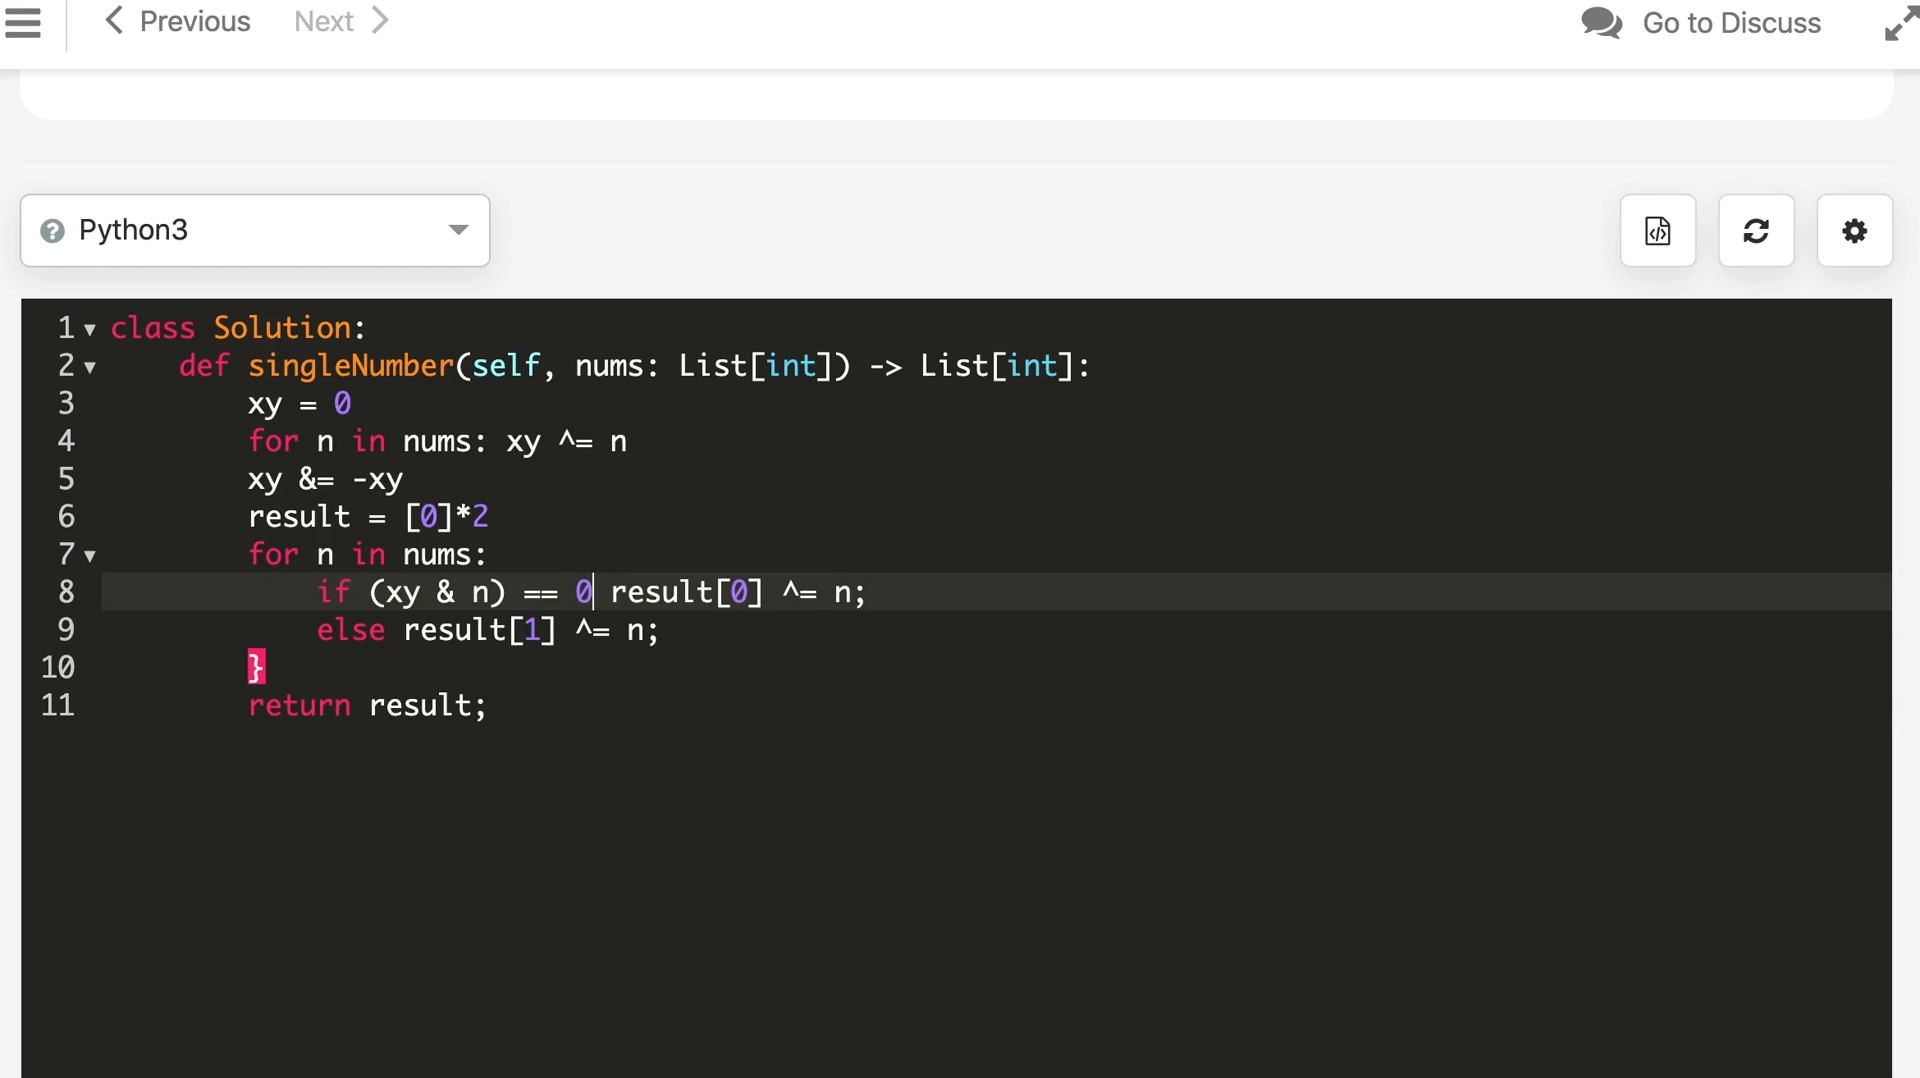 Previous Next Go to Discuss
Python3
1 class Solution:
2     def singleNumber(self, nums: List[int]) -> List[int]:
3         xy = 0
4         for n in nums: xy ^= n
5         xy &= -xy
6         result = [0]*2
7         for n in nums:
8             if (xy & n) == 0 result[0] ^= n;
9             else result[1] ^= n;
10         }
11         return result;